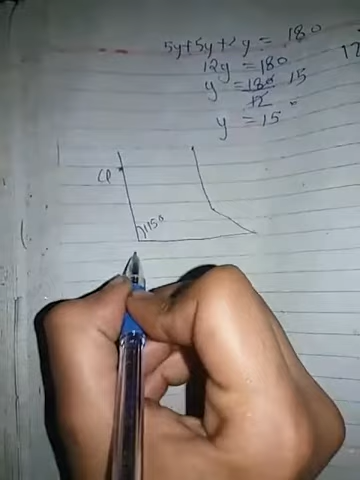 5y+5y+2y = 180
12y = 180
y = 180 15
12
y = 15°
115°